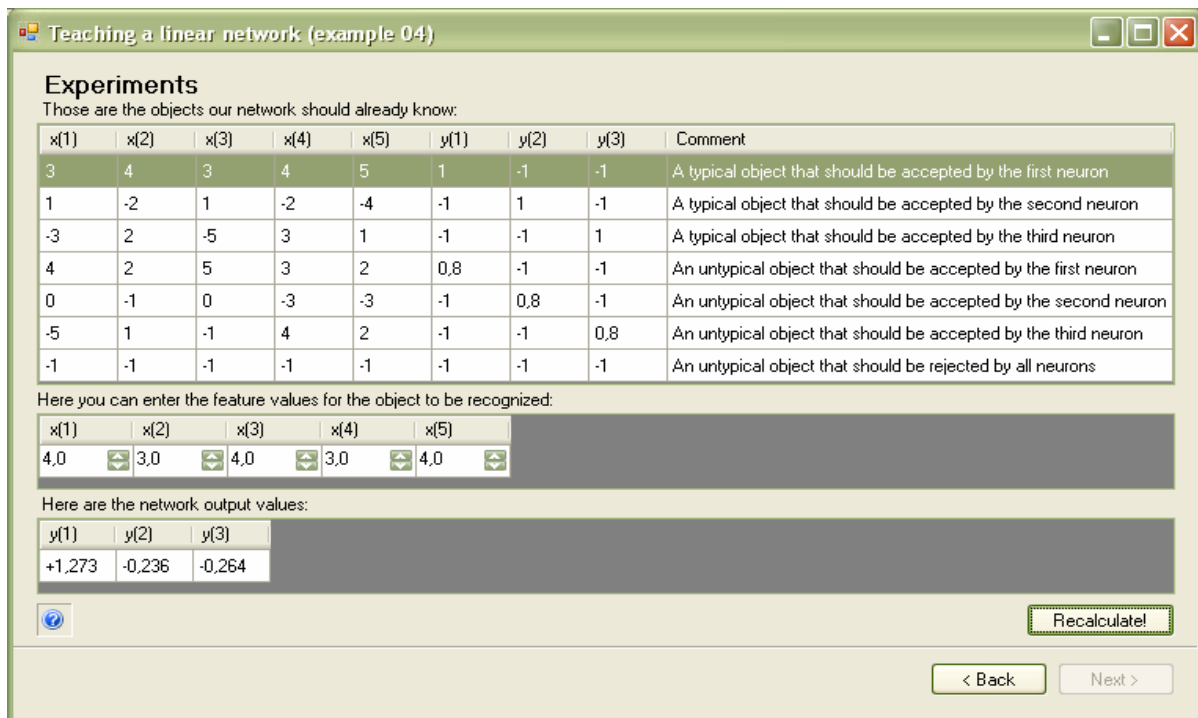 Teaching a linear network (example 04)
Experiments
Those are the objects our network should already know:
x(1) x(2) x(3) x(4) x(5) y(1) y(2) y(3) Comment
3 4 3 4 5 1 -1 -1 A typical object that should be accepted by the first neuron
1 -2 1 -2 -4 -1 1 -1 A typical object that should be accepted by the second neuron
-3 2 -5 3 1 -1 -1 1 A typical object that should be accepted by the third neuron
4 2 5 3 2 0,8 -1 -1 An untypical object that should be accepted by the first neuron
0 -1 0 -3 -3 -1 0,8 -1 An untypical object that should be accepted by the second neuron
-5 1 -1 4 2 -1 -1 0,8 An untypical object that should be accepted by the third neuron
-1 -1 -1 -1 -1 -1 -1 -1 An untypical object that should be rejected by all neurons
Here you can enter the feature values for the object to be recognized:
x(1) x(2) x(3) x(4) x(5)
4,0 3,0 4,0 3,0 4,0
Here are the network output values:
y(1) y(2) y(3)
+1,273 -0,236 -0,264
?
Recalculate!
< Back Next >